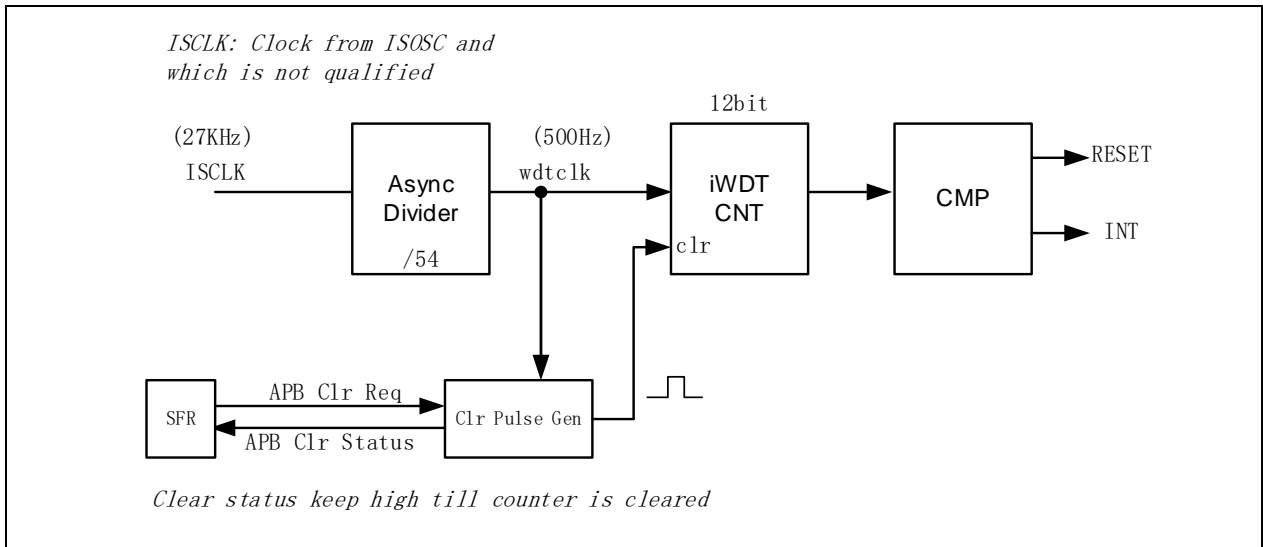 ISCLK: Clock from ISOSC and
which is not qualified
12bit
(27KHz)
(500Hz)
ISCLK
wdtclk
Async
Divider
/54
iWDT
CNT
clr
CMP
RESET
INT
SFR
APB Clr Req
APB Clr Status
Clr Pulse Gen
Clear status keep high till counter is cleared